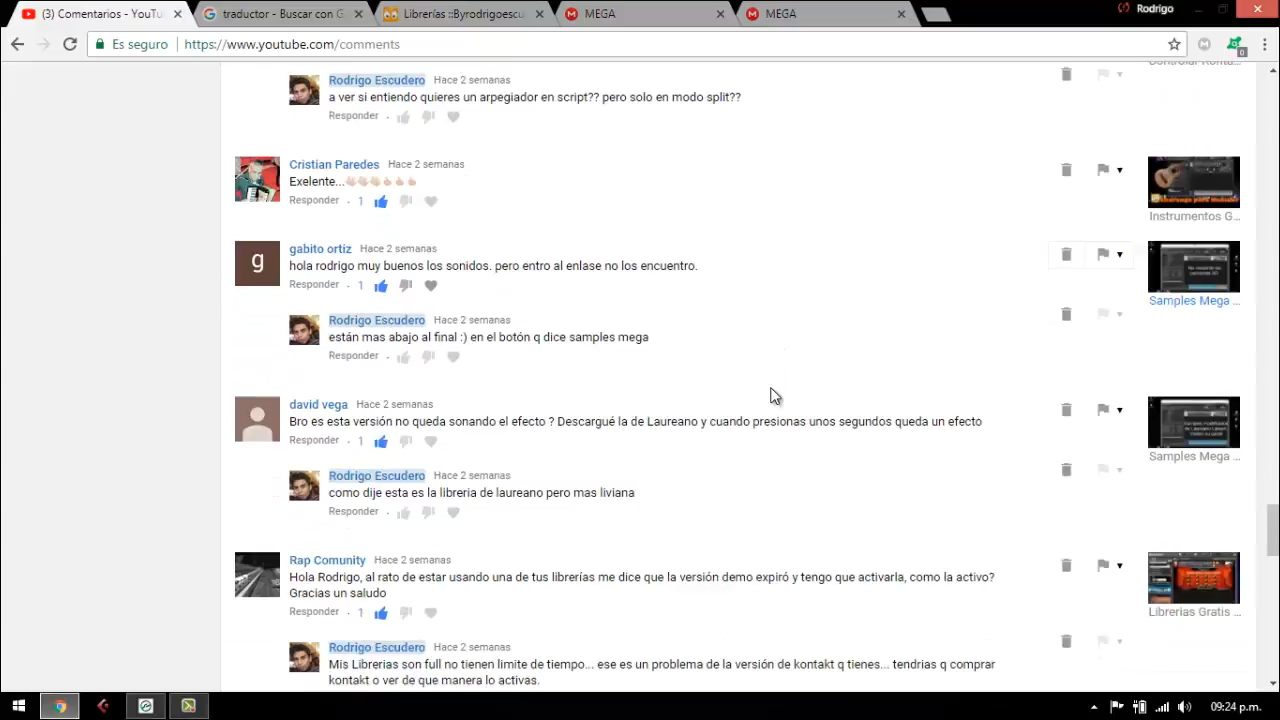 (3) Comentarios - YouTu
traductor - Buscar con G
Librerías ::Byrodrigoescu
MEGA
MEGA
Rodrigo
Es seguro
https://www.youtube.com/comments
0
Rodrigo Escudero Hace 2 semanas
a ver si entiendo quieres un arpegiador en script?? pero solo en modo split??
Responder
Cristian Paredes Hace 2 semanas
Exelente...
Responder 1
Instrumentos G...
gabito ortiz Hace 2 semanas
g
hola rodrigo muy buenos los sonidos. pero entro al enlase no los encuentro.
Responder 1
Samples Mega ...
Rodrigo Escudero Hace 2 semanas
están mas abajo al final :) en el botón q dice samples mega
Responder
david vega Hace 2 semanas
Bro es esta versión no queda sonando el efecto ? Descargué la de Laureano y cuando presionas unos segundos queda un efecto
Responder 1
Samples Mega ...
Rodrigo Escudero Hace 2 semanas
como dije esta es la libreria de laureano pero mas liviana
Responder
Rap Comunity Hace 2 semanas
Hola Rodrigo, al rato de estar usando una de tus librerías me dice que la versión demo expiró y tengo que activarla, como la activo?
Gracias un saludo
Responder 1
Librerias Gratis ...
Rodrigo Escudero Hace 2 semanas
Mis Librerias son full no tienen limite de tiempo... ese es un problema de la versión de kontakt q tienes... tendrias q comprar
kontakt o ver de que manera lo activas.
09:24 p.m.